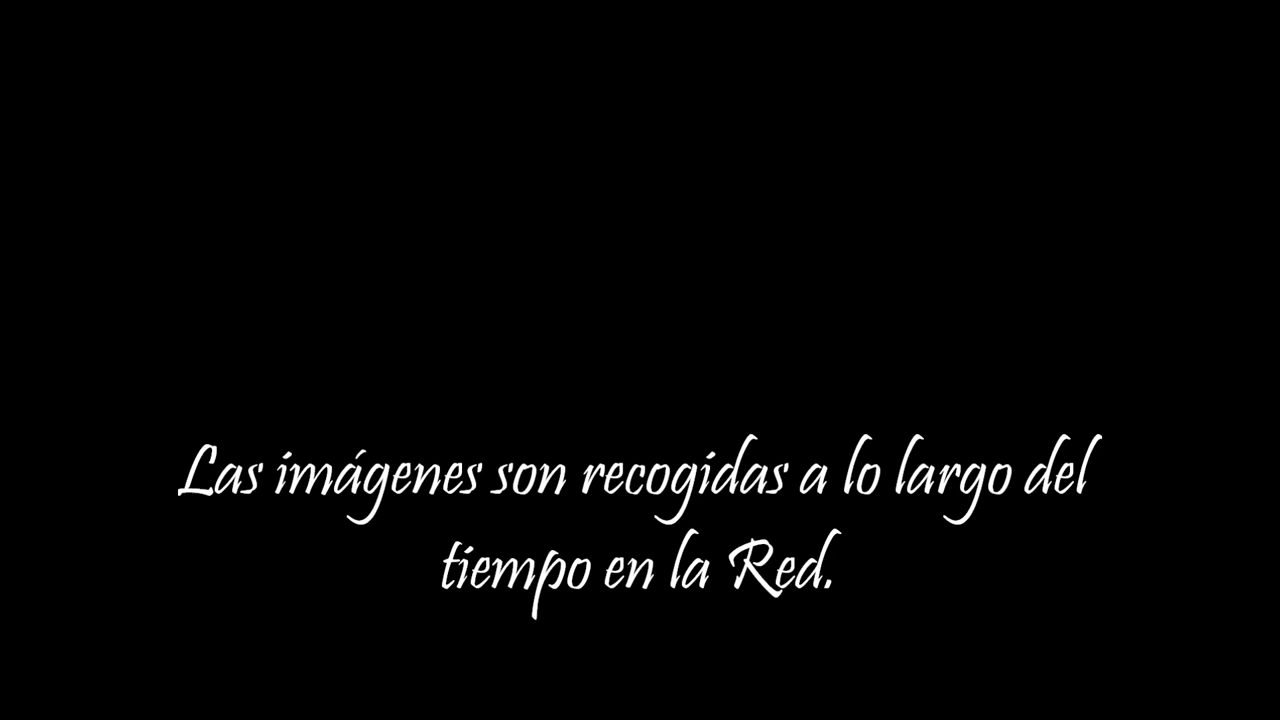 Las imágenes son recogidas a lo largo del
tiempo en la Red.